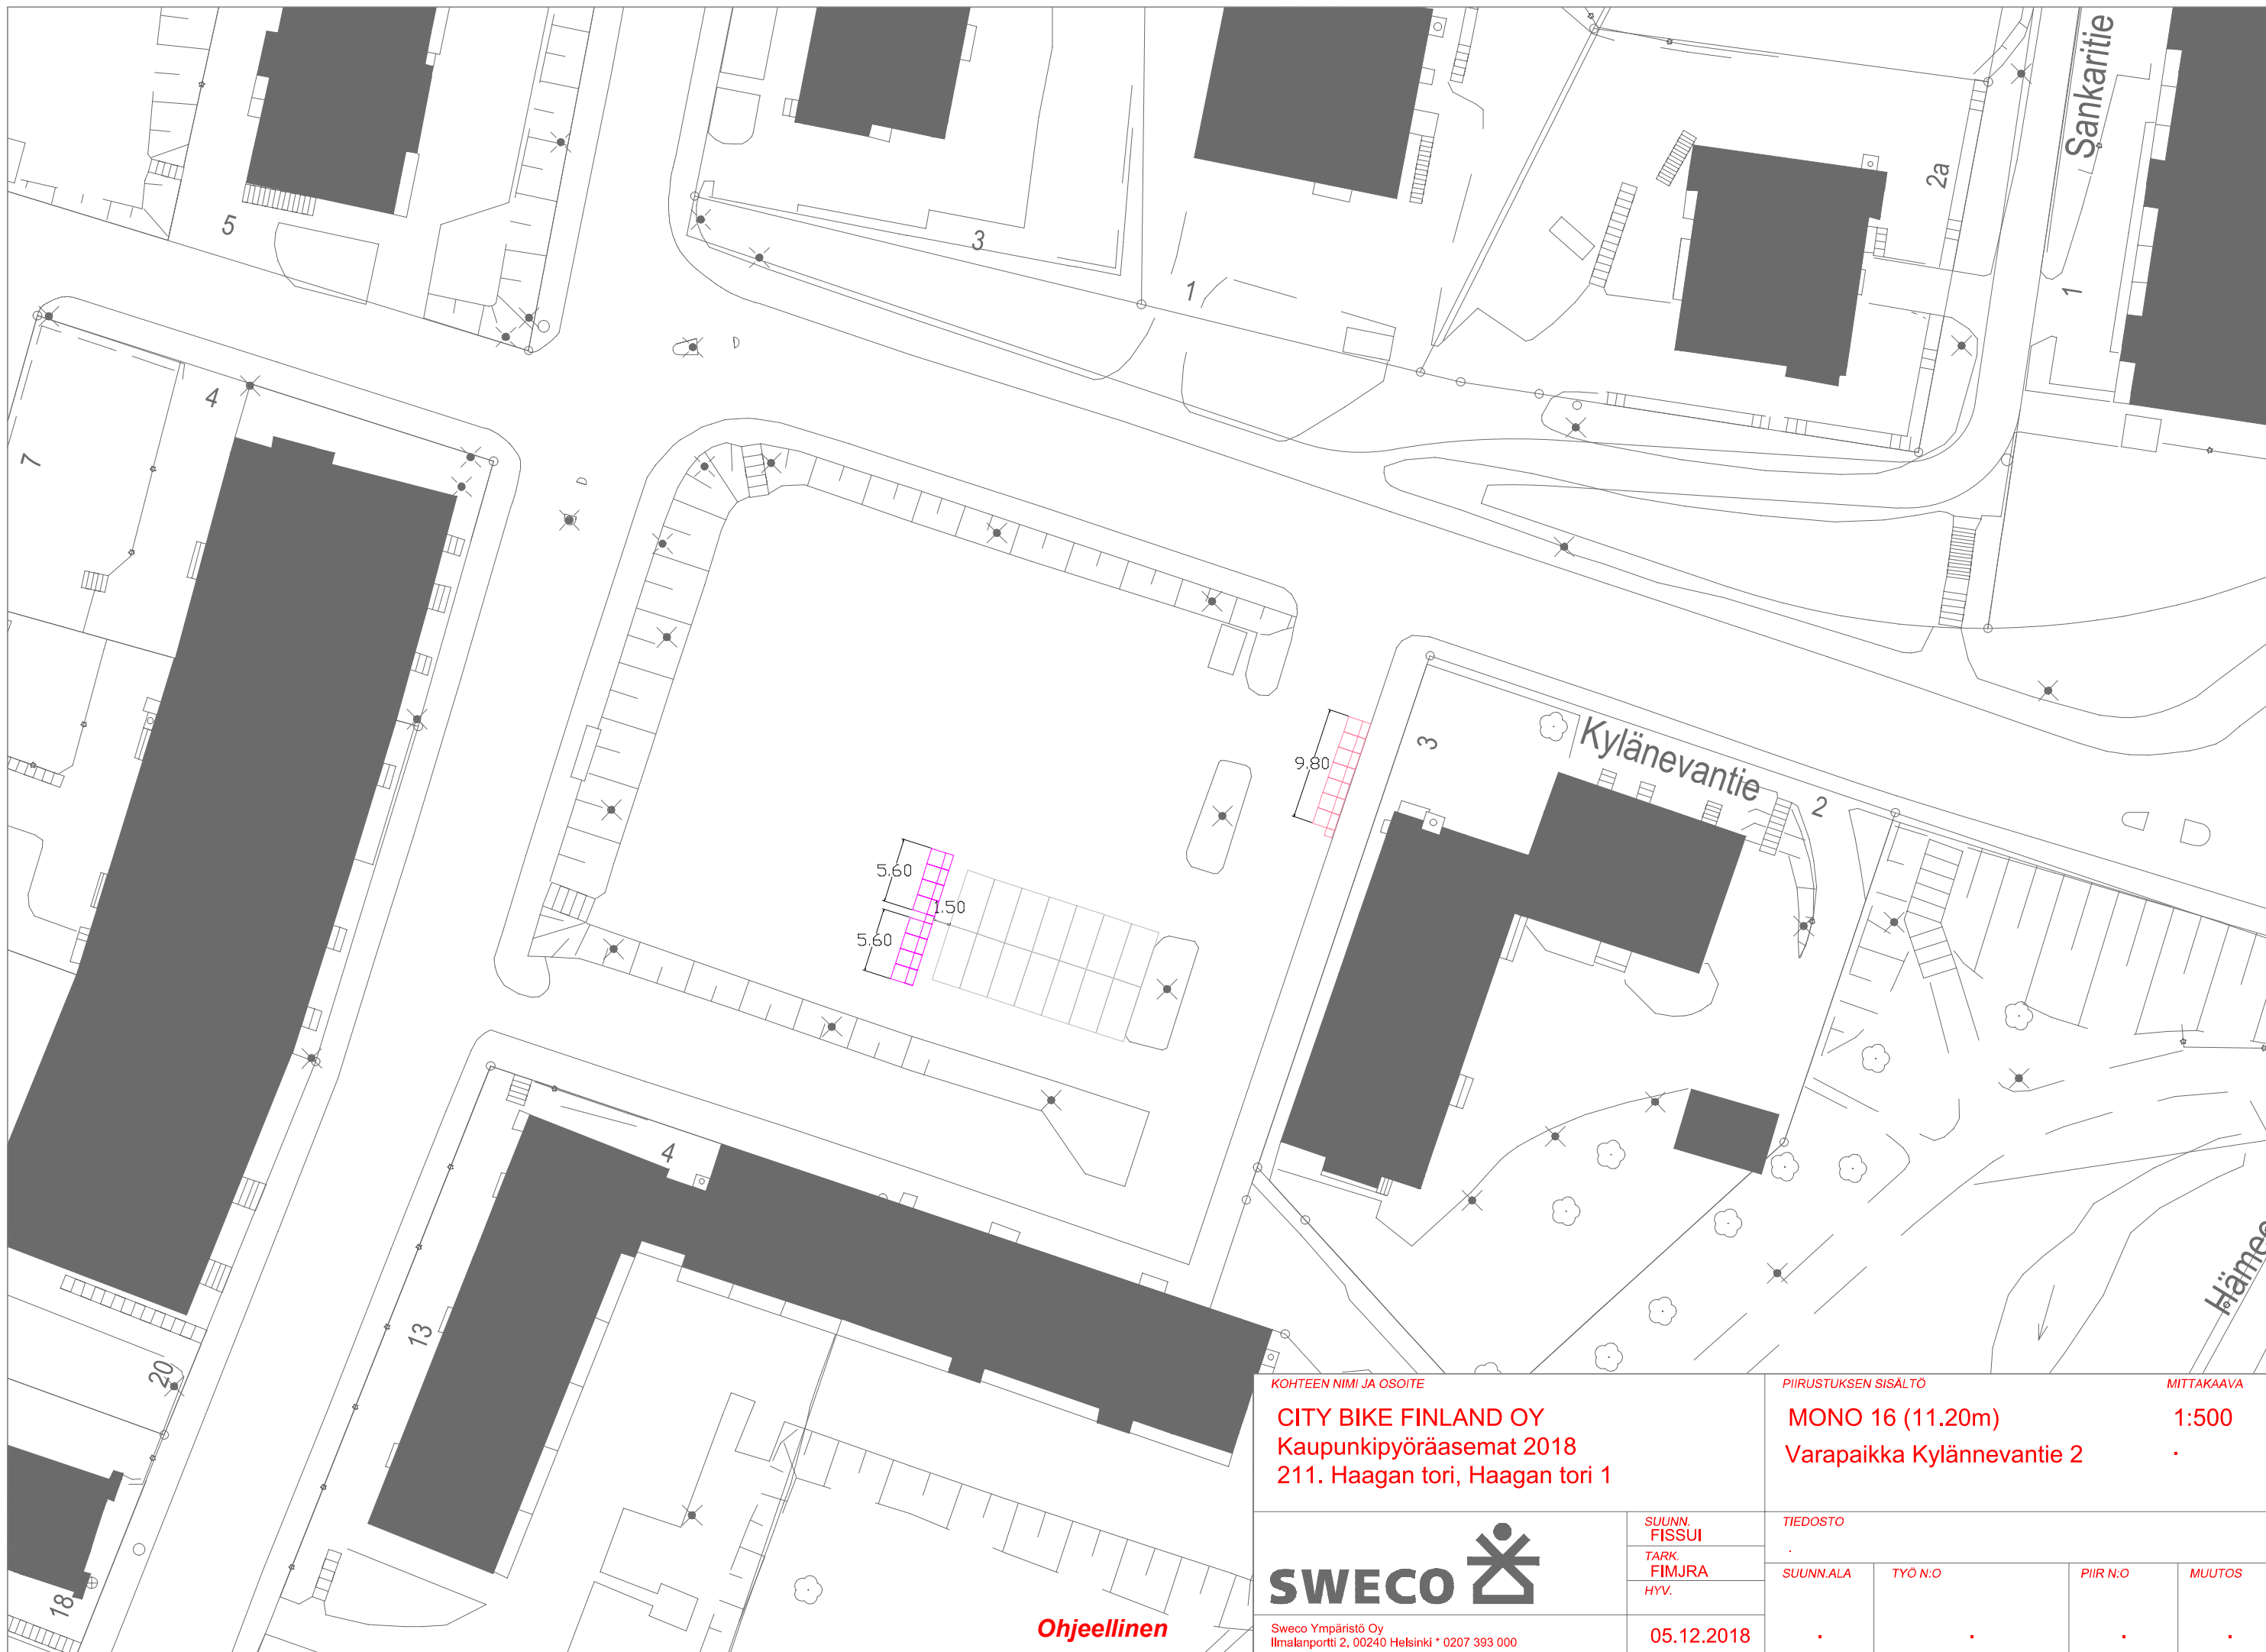 Sankaritie
2a
5
3
1
1
4
7
9.80
3
Kylänevantie
2
5.60
1.50
5.60
4
13
20
18
KOHTEEN NIMI JA OSOITE
CITY BIKE FINLAND OY
Kaupunkipyöräasemat 2018
211. Haagan tori, Haagan tori 1
PIIRUSTUKSEN SISÄLTÖ
MITTAKAAVA
MONO 16 (11.20m)
1:500
Varapaikka Kylännevantie 2
SWECO
SUUNN.
FISSUI
TARK.
FIMJRA
HYV.
TIEDOSTO
SUUNN.ALA
TYÖ N:O
PIIR N:O
MUUTOS
Ohjeellinen
Sweco Ympäristö Oy
Ilmalanportti 2, 00240 Helsinki * 0207 393 000
05.12.2018